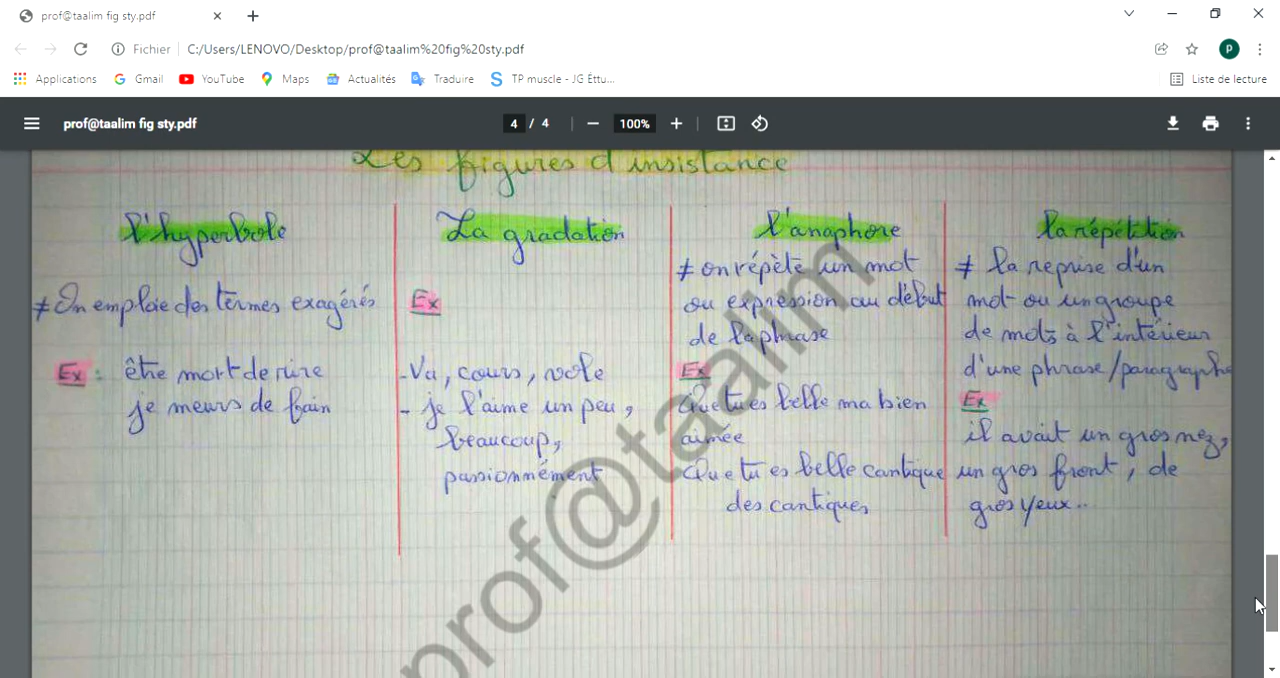 prof@taalim fig sty.pdf
Fichier
C:/Users/LENOVO/Desktop/prof@taalim%20fig%20sty.pdf
P
Applications
Gmail
YouTube
Maps
Actualités
Traduire
TP muscle - JG Éttu...
Liste de lecture
prof@taalim fig sty.pdf
4 / 4
100%
Les figures d'insistance
l'hyperbole
≠ On emploie des termes exagérés
Ex : être mort de rire
je meurs de faim
La gradation
Ex
- Va, cours, vole
- je l'aime un peu,
beaucoup,
passionnément
l'anaphore
≠ on répète un mot
ou expression au début
de la phrase
Ex
Que tu es belle ma bien
aimée
Que tu es belle cantique
des cantiques
la répétition
≠ la reprise d'un
mot ou un groupe
de mots à l'intérieur
d'une phrase/paragraphe
Ex
il avait un gros nez,
un gros front, de
gros yeux...
prof@taalim